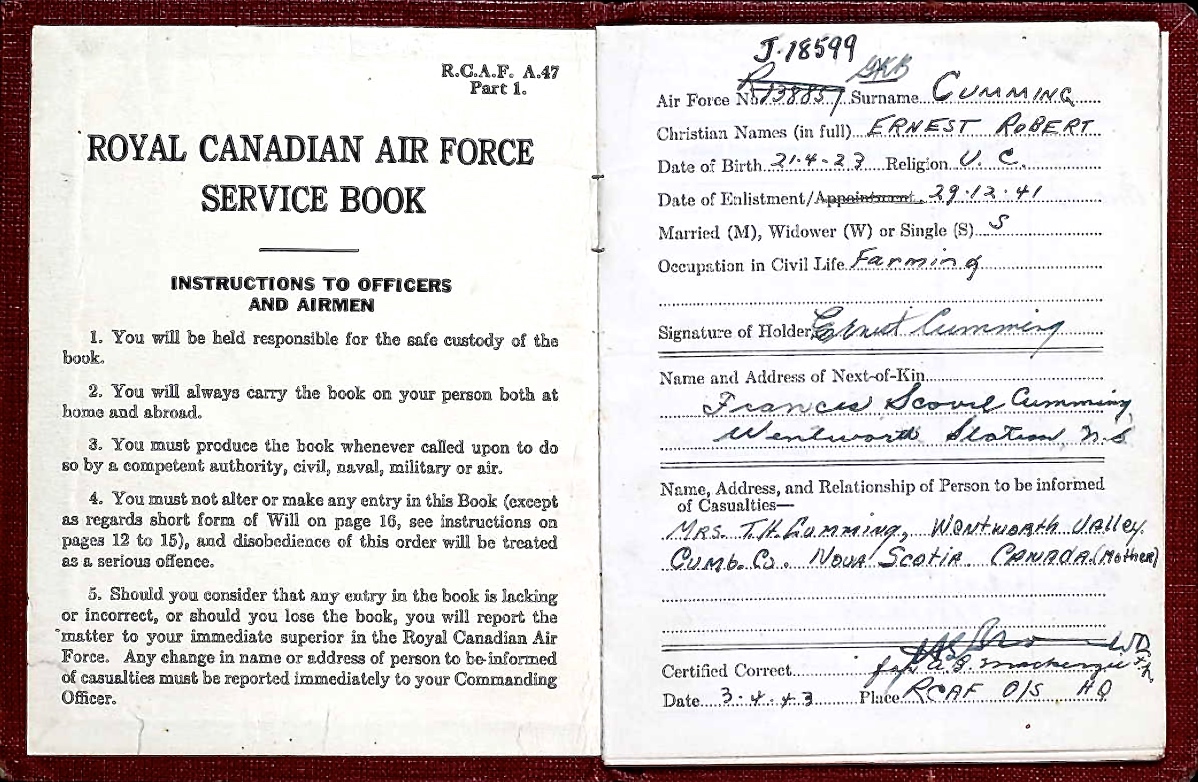 R.C.A.F. A.47
Part 1.
ROYAL CANADIAN AIR FORCE
SERVICE BOOK
INSTRUCTIONS TO OFFICERS
AND AIRMEN
1. You will be held responsible for the safe custody of the
book.
2. You will always carry the book on your person both at
home and abroad.
3. You must produce the book whenever called upon to do
so by a competent authority, civil, naval, military or air.
4. You must not alter or make any entry in this Book (except
as regards short form of Will on page 16, see instructions on
pages 12 to 15), and disobedience of this order will be treated
as a serious offence.
5. Should you consider that any entry in the book is lacking
or incorrect, or should you lose the book, you will report the
matter to your immediate superior in the Royal Canadian Air
Force. Any change in name or address of person to be informed
of casualties must be reported immediately to your Commanding
Officer.
J.18599
Air Force No. Surname CUMMING
Christian Names (in full) ERNEST ROBERT
Date of Birth 21.4.23 Religion U.C.
Date of Enlistment/Appointment 29.12.41
Married (M), Widower (W) or Single (S) S
Occupation in Civil Life Farming
Signature of Holder Ernest Cumming
Name and Address of Next-of-Kin
Frances Scovil Cumming
Wentworth Station N.S
Name, Address, and Relationship of Person to be informed
of Casualties—
MRS. T.H. CUMMING, WENTWORTH VALLEY.
CUMB. CO. NOVA SCOTIA. CANADA. (MOTHER)
Certified Correct for A.G. Mackenzie
Date 3.4.43 Place RCAF O/S HQ